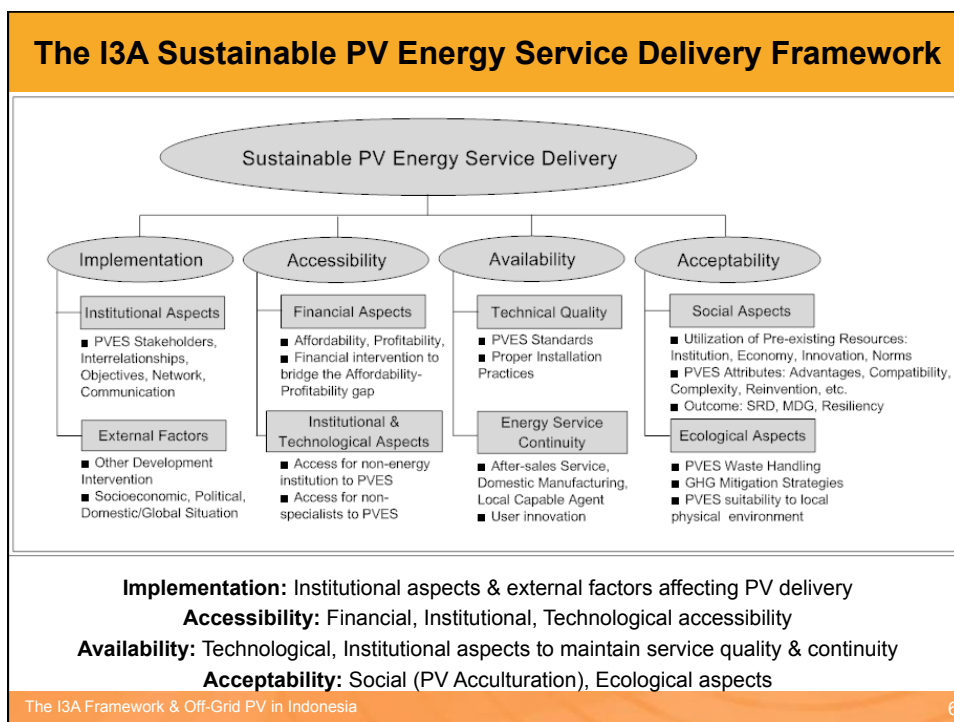 The I3A Sustainable PV Energy Service Delivery Framework
Sustainable PV Energy Service Delivery
Implementation
Institutional Aspects
■ PVES Stakeholders,
Interrelationships,
Objectives, Network,
Communication
External Factors
■ Other Development
Intervention
■ Socioeconomic, Political,
Domestic/Global Situation
Accessibility
Financial Aspects
■ Affordability, Profitability,
■ Financial intervention to
bridge the Affordability-
Profitability gap
Institutional &
Technological Aspects
■ Access for non-energy
institution to PVES
■ Access for non-
specialists to PVES
Availability
Technical Quality
■ PVES Standards
■ Proper Installation
Practices
Energy Service
Continuity
■ After-sales Service,
Domestic Manufacturing,
Local Capable Agent
■ User innovation
Acceptability
Social Aspects
■ Utilization of Pre-existing Resources:
Institution, Economy, Innovation, Norms
■ PVES Attributes: Advantages, Compatibility,
Complexity, Reinvention, etc.
■ Outcome: SRD, MDG, Resiliency
Ecological Aspects
■ PVES Waste Handling
■ GHG Mitigation Strategies
■ PVES suitability to local
physical environment
Implementation: Institutional aspects & external factors affecting PV delivery
Accessibility: Financial, Institutional, Technological accessibility
Availability: Technological, Institutional aspects to maintain service quality & continuity
Acceptability: Social (PV Acculturation), Ecological aspects
The I3A Framework & Off-Grid PV in Indonesia
6